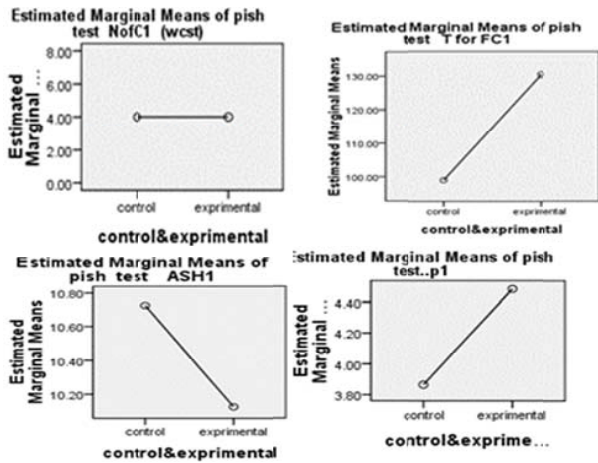 Estimated Marginal Means of pish
test NofC1 (wcst)
Estimated
Marginal ...
8.00
6.00
4.00
2.00
0.00
control exprimental
control&exprimental
Estimated Marginal Means of pish
test T for FC1
Estimated Marginal Means
130.00
110.00
100.00
control exprimental
control&exprimental
Estimated Marginal Means of
pish test ASH1
Estimated
Marginal Means
10.80
10.60
10.40
10.20
control exprimental
control&exprimental
Estimated Marginal Means of pish
test..p1
Estimated
Marginal ...
4.40
4.20
4.00
3.80
control exprimental
control&exprime...